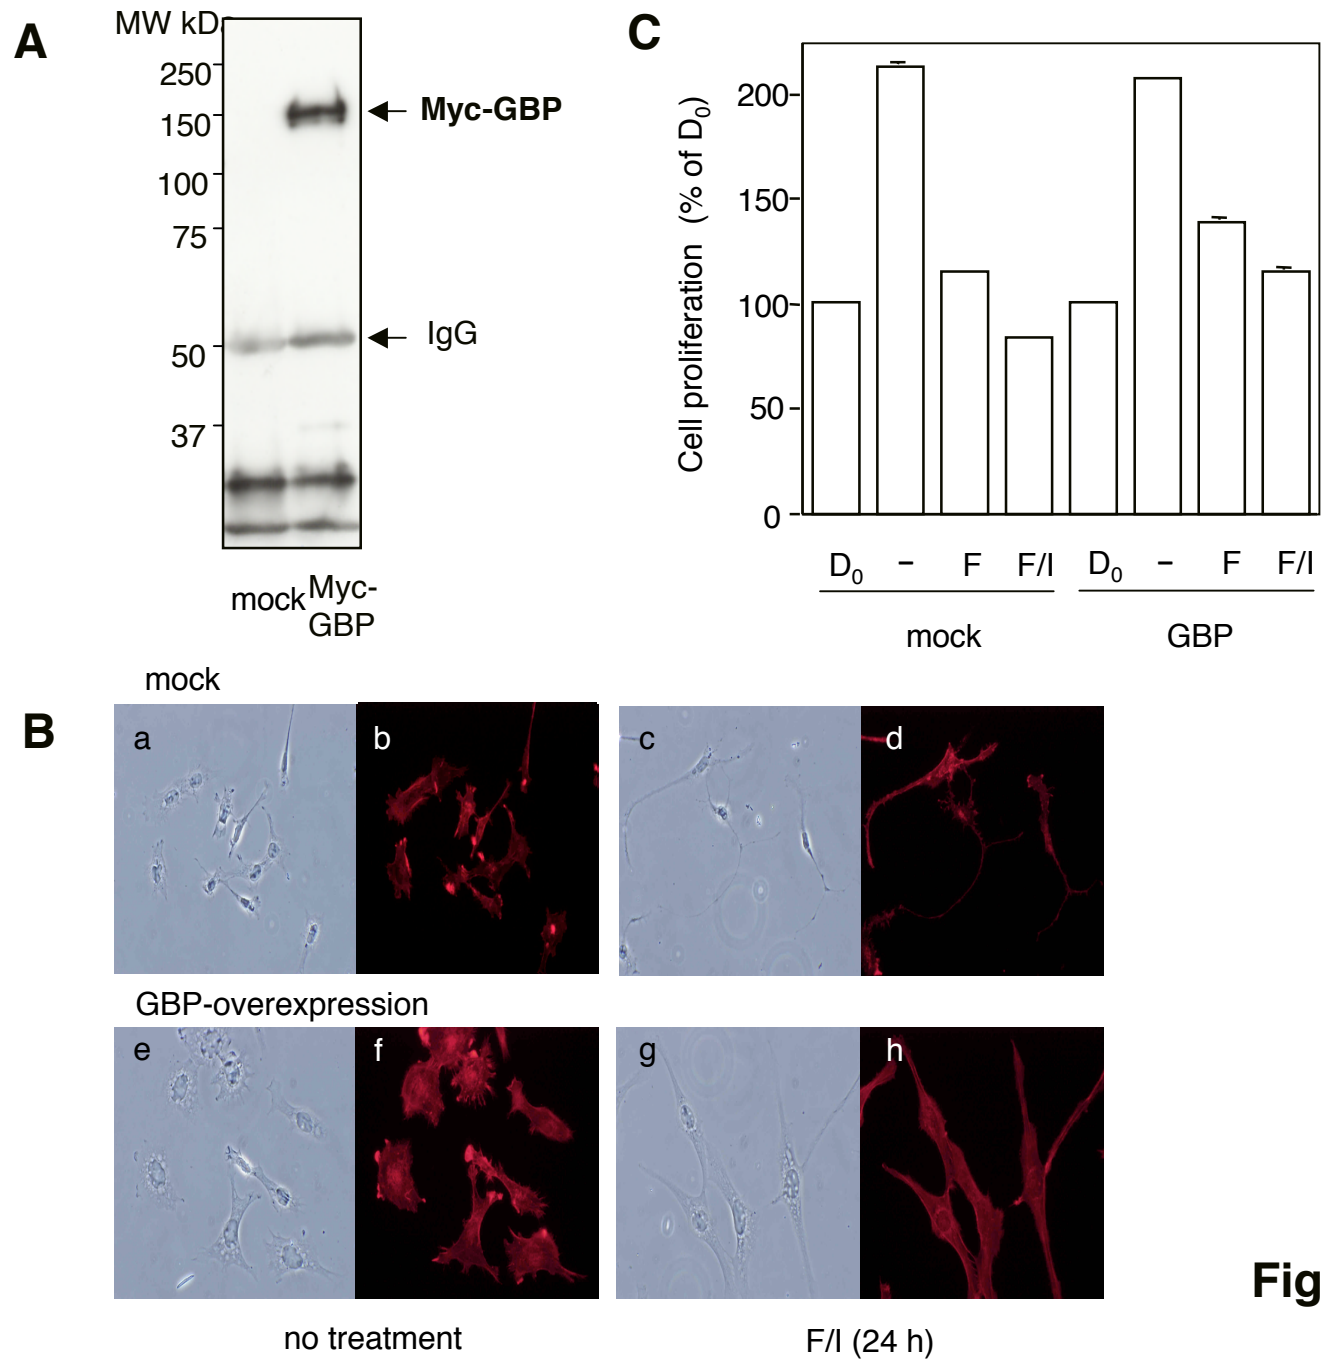 A
MW kDa
250
150
100
75
50
37
Myc-GBP
IgG
mock
Myc-
GBP
C
Cell proliferation (% of D0)
200
150
100
50
0
D0 – F F/I D0 – F F/I
mock GBP
mock
B
a b c d
GBP-overexpression
e f g h
no treatment F/I (24 h)
Fig